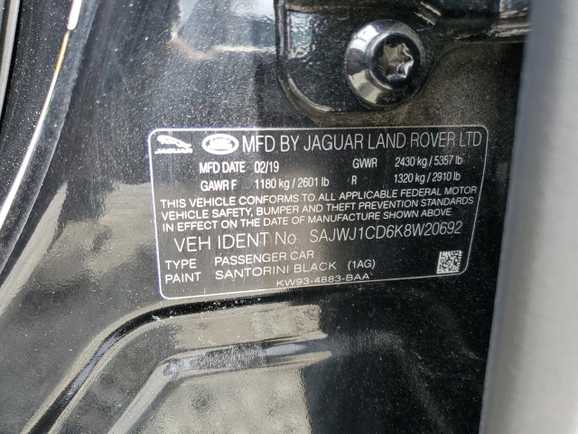 JAGUAR MFD BY JAGUAR LAND ROVER LTD
MFD DATE 02/19 GVWR 2430 kg / 5357 lb
GAWR F 1180 kg / 2601 lb R 1320 kg / 2910 lb
THIS VEHICLE CONFORMS TO ALL APPLICABLE FEDERAL MOTOR
VEHICLE SAFETY, BUMPER AND THEFT PREVENTION STANDARDS
IN EFFECT ON THE DATE OF MANUFACTURE SHOWN ABOVE.
VEH IDENT No SAJWJ1CD6K8W20692
TYPE PASSENGER CAR
PAINT SANTORINI BLACK (1AG)
KW93-4883-BAA